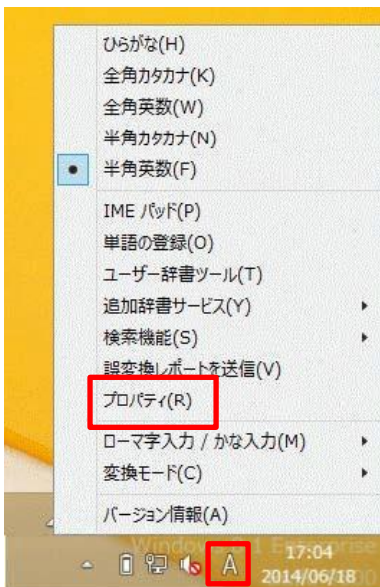 ひらがな(H)
全角カタカナ(K)
全角英数(W)
半角カタカナ(N)
半角英数(F)
IME パッド(P)
単語の登録(O)
ユーザー辞書ツール(T)
追加辞書サービス(Y)
検索機能(S)
誤変換レポートを送信(V)
プロパティ(R)
ローマ字入力 / かな入力(M)
変換モード(C)
バージョン情報(A)
A
17:04
2014/06/18